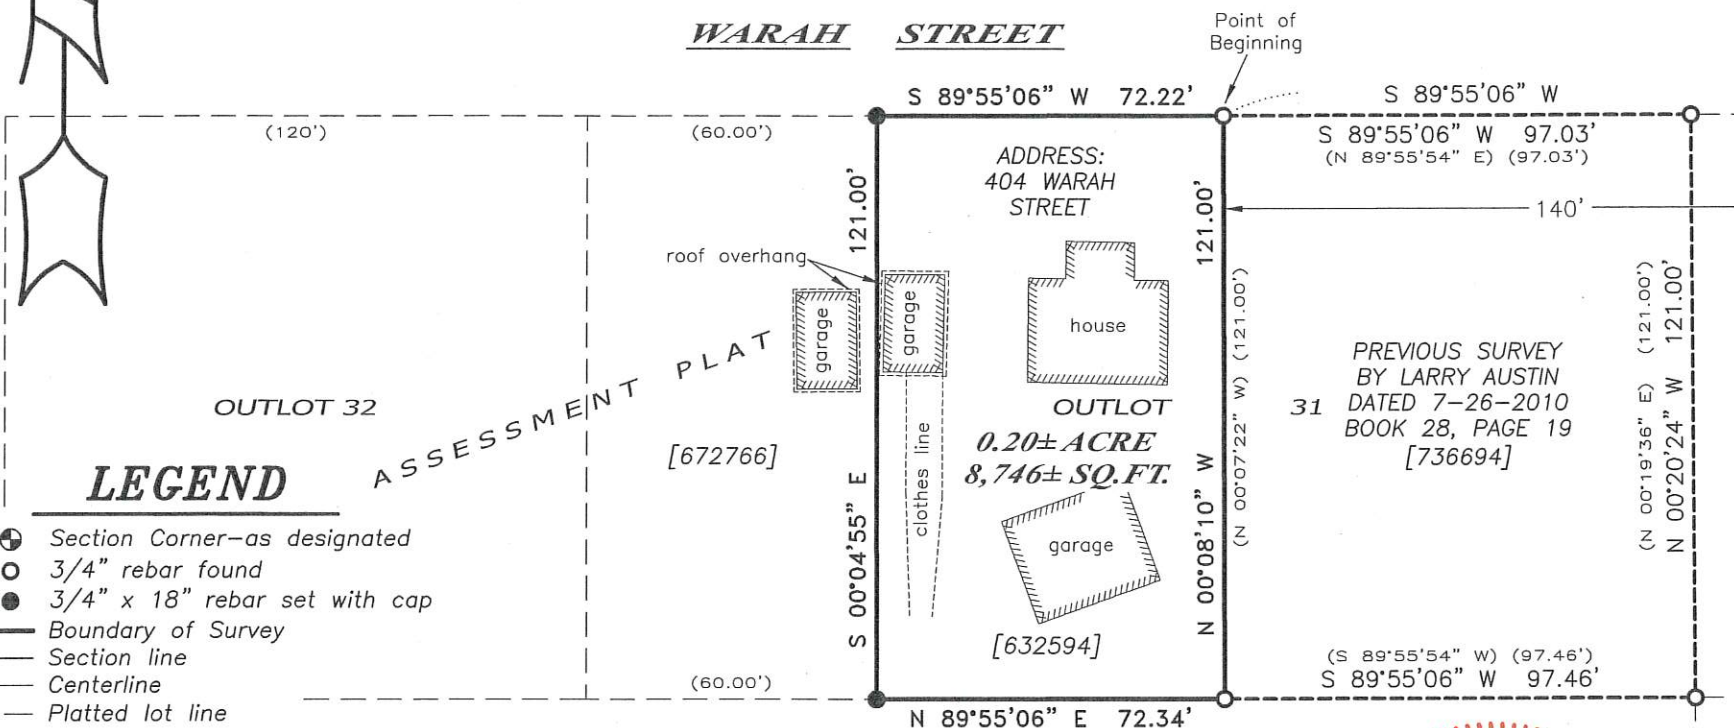 WARAH STREET
Point of
Beginning
S 89°55'06" W 72.22'
S 89°55'06" W
(120')
(60.00')
S 89°55'06" W 97.03'
(N 89°55'54" E) (97.03')
ADDRESS:
404 WARAH
STREET
121.00'
121.00'
140'
roof overhang
garage
garage
house
(N 00°07'22" W) (121.00')
(N 00°19'36" E) (121.00')
N 00°20'24" W 121.00'
PREVIOUS SURVEY
BY LARRY AUSTIN
DATED 7-26-2010
BOOK 28, PAGE 19
[736694]
ASSESSMENT PLAT
OUTLOT 32
OUTLOT 31
0.20± ACRE
8,746± SQ.FT.
[672766]
clothes line
S 00°04'55" E
N 00°08'10" W
garage
[632594]
LEGEND
Section Corner-as designated
3/4" rebar found
3/4" x 18" rebar set with cap
Boundary of Survey
Section line
Centerline
Platted lot line
(60.00')
(S 89°55'54" W) (97.46')
S 89°55'06" W 97.46'
N 89°55'06" E 72.34'